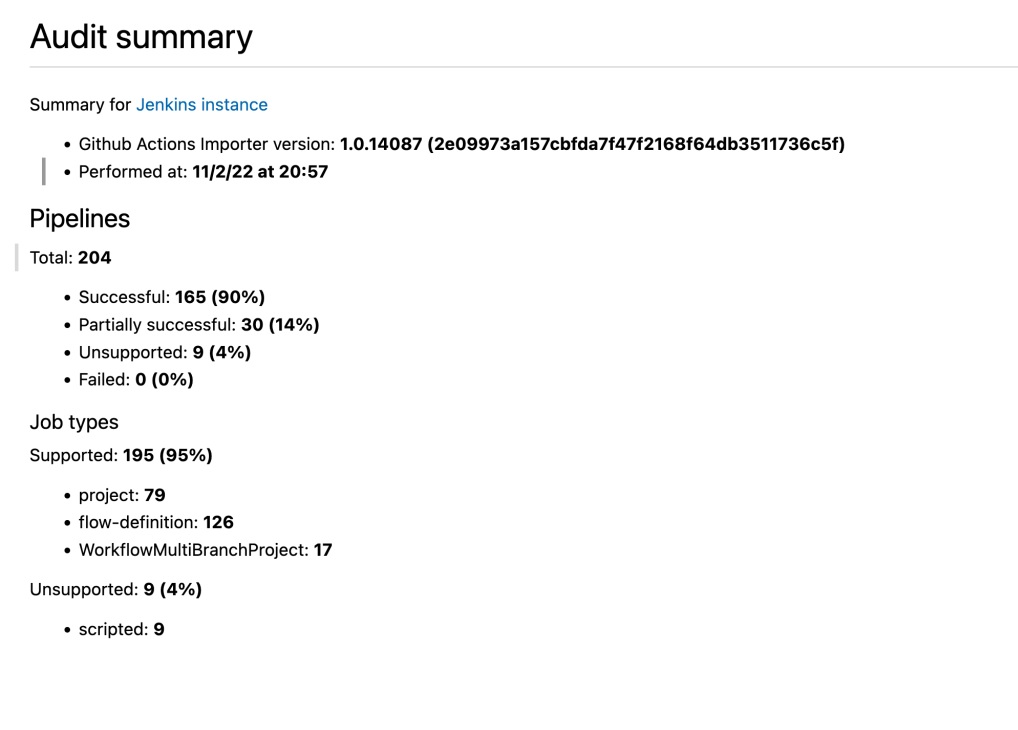 Audit summary
Summary for Jenkins instance
• Github Actions Importer version: 1.0.14087 (2e09973a157cbfda7f47f2168f64db3511736c5f)
• Performed at: 11/2/22 at 20:57
Pipelines
Total: 204
• Successful: 165 (90%)
• Partially successful: 30 (14%)
• Unsupported: 9 (4%)
• Failed: 0 (0%)
Job types
Supported: 195 (95%)
• project: 79
• flow-definition: 126
• WorkflowMultiBranchProject: 17
Unsupported: 9 (4%)
• scripted: 9